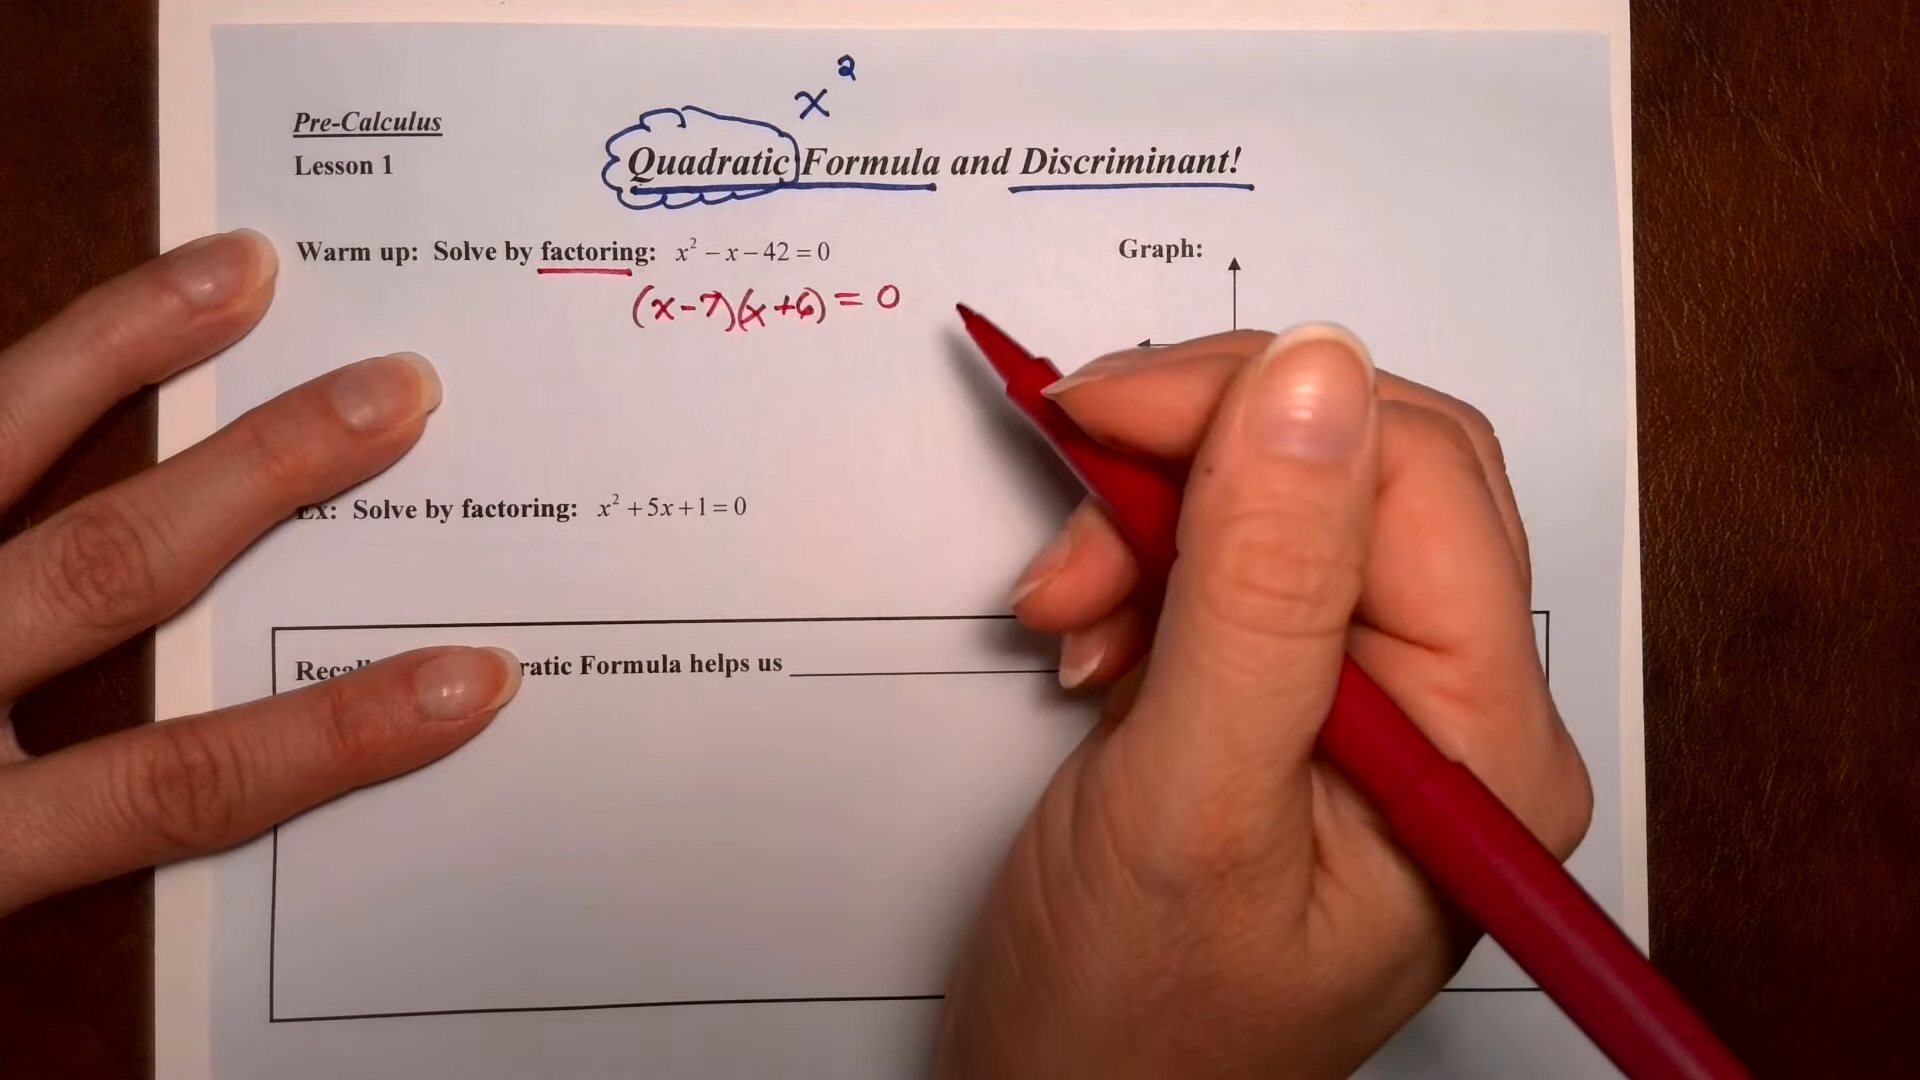 x²
Pre-Calculus
Lesson 1
Quadratic Formula and Discriminant!
Warm up: Solve by factoring: x² − x − 42 = 0
Graph:
(x-7)(x+6) = 0
Ex: Solve by factoring: x² + 5x + 1 = 0
Formula helps us